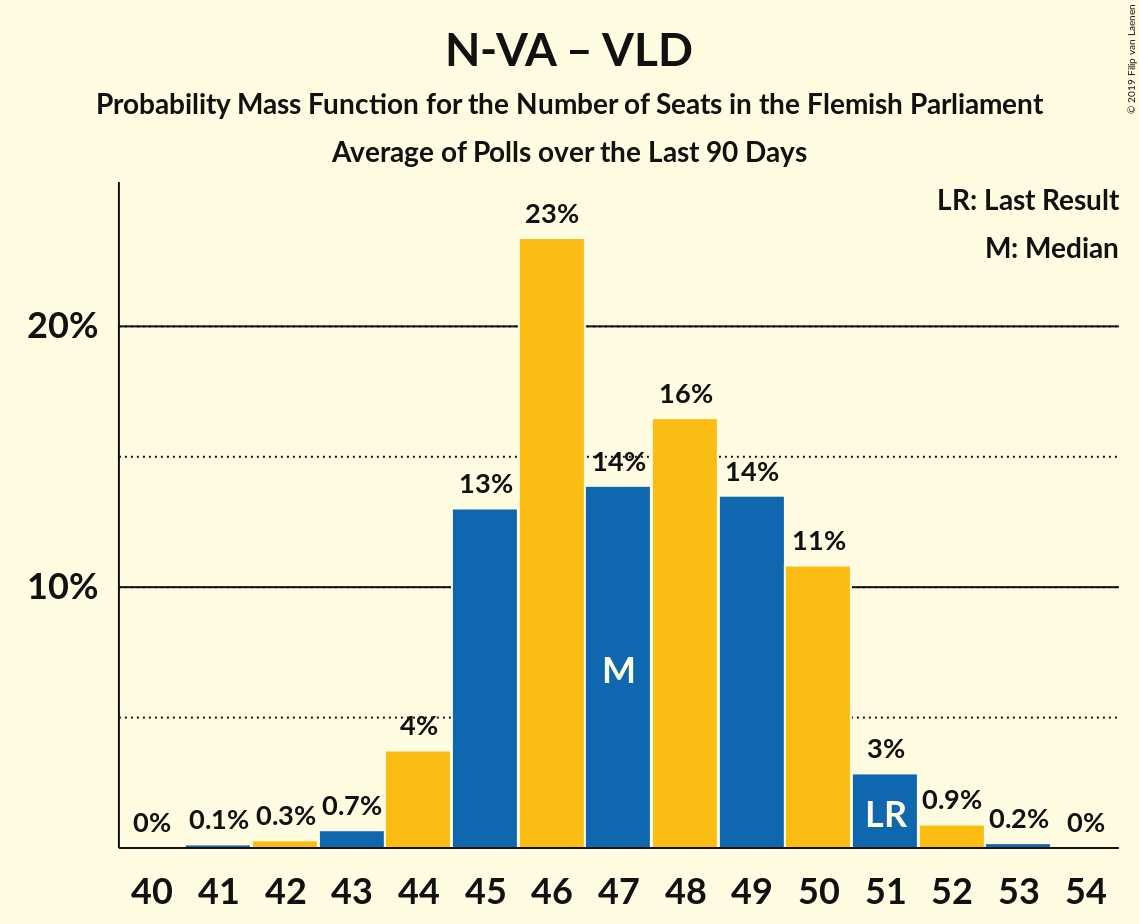 N-VA – VLD
Probability Mass Function for the Number of Seats in the Flemish Parliament
Average of Polls over the Last 90 Days
© 2019 Filip van Laenen
LR: Last Result
M: Median
20%
10%
0% 0.1% 0.3% 0.7% 4% 13% 23% 14% 16% 14% 11% 3% 0.9% 0.2% 0%
M
LR
40 41 42 43 44 45 46 47 48 49 50 51 52 53 54